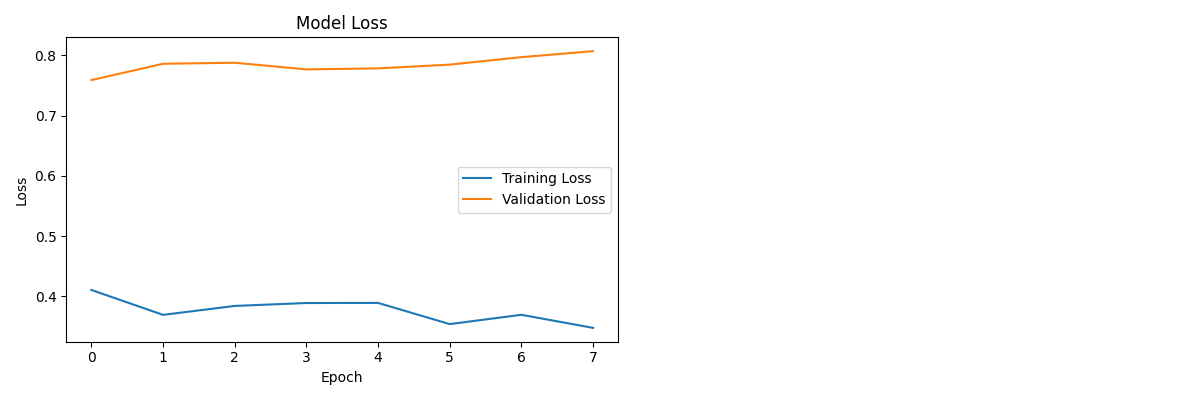 Model Loss
0.8
0.7
0.6
0.5
0.4
Loss
Training Loss
Validation Loss
0 1 2 3 4 5 6 7
Epoch